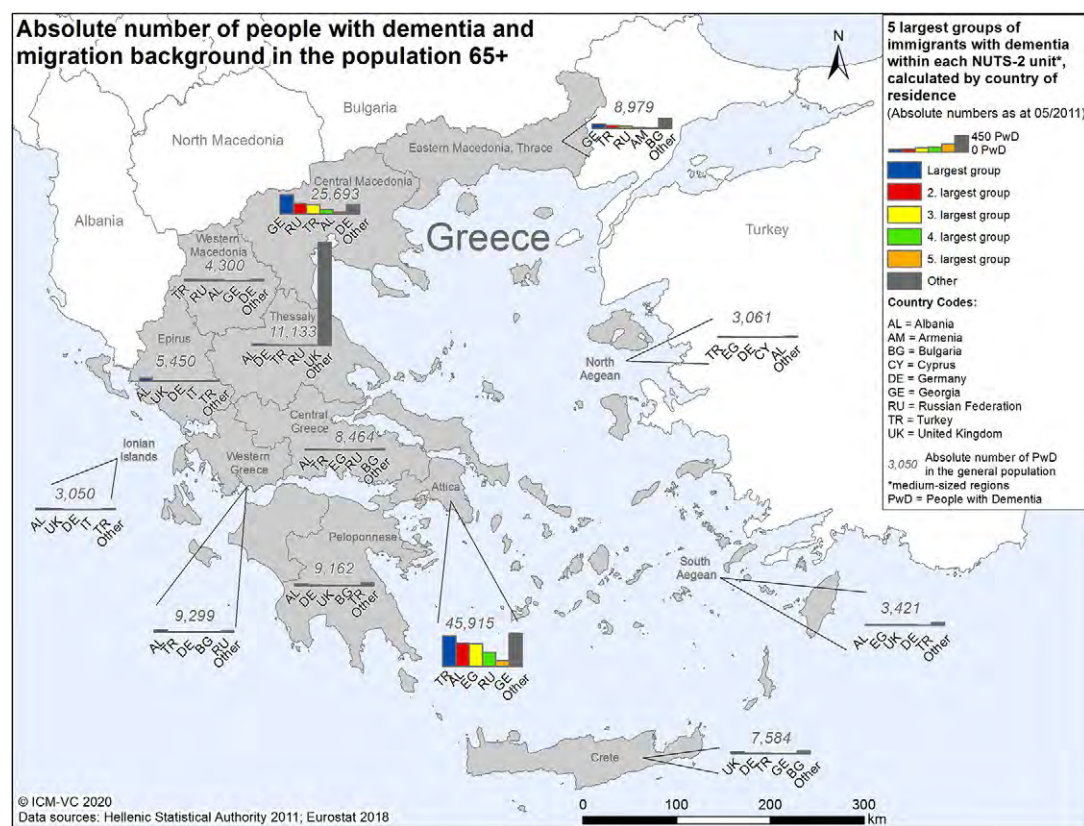 Absolute number of people with dementia and
migration background in the population 65+
5 largest groups of
immigrants with dementia
within each NUTS-2 unit*,
calculated by country of
residence
(Absolute numbers as at 05/2011)
450 PwD
0 PwD
Largest group
2. largest group
3. largest group
4. largest group
5. largest group
Other
Country Codes:
AL = Albania
AM = Armenia
BG = Bulgaria
CY = Cyprus
DE = Germany
GE = Georgia
RU = Russian Federation
TR = Turkey
UK = United Kingdom
3,050 Absolute number of PwD
in the general population
*medium-sized regions
PwD = People with Dementia
N
Bulgaria
North Macedonia
Albania
Greece
Turkey
Eastern Macedonia, Thrace
8,979
GE TR RU AM BG Other
Central Macedonia
25,693
GE RU TR AL DE Other
Western
Macedonia
4,300
TR RU AL GE DE Other
Thessaly
11,133
AL DE TR RU UK Other
Epirus
5,450
AL UK DE IT TR Other
North
Aegean
3,061
TR EG DE CY AL Other
Central
Greece
8,464
AL TR EG RU BG Other
Ionian
Islands
3,050
AL UK DE IT TR Other
Western
Greece
9,299
AL TR DE BG RU Other
Attica
45,915
TR AL EG RU GE Other
Peloponnese
9,162
AL DE UK BG TR Other
South
Aegean
3,421
AL EG UK DE TR Other
Crete
7,584
UK DE TR GE BG Other
© ICM-VC 2020
Data sources: Hellenic Statistical Authority 2011; Eurostat 2018
0 100 200 300
km